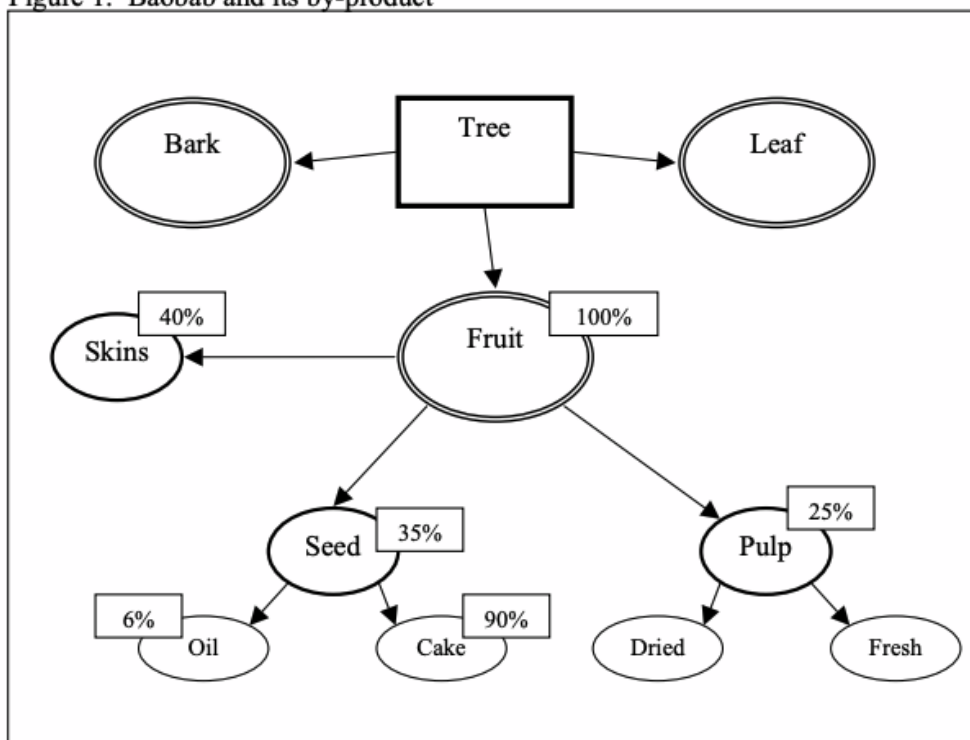 Figure 1: Baobab and its by-product
Tree
Bark
Leaf
40%
100%
Skins
Fruit
35%
25%
Seed
Pulp
6%
90%
Oil
Cake
Dried
Fresh